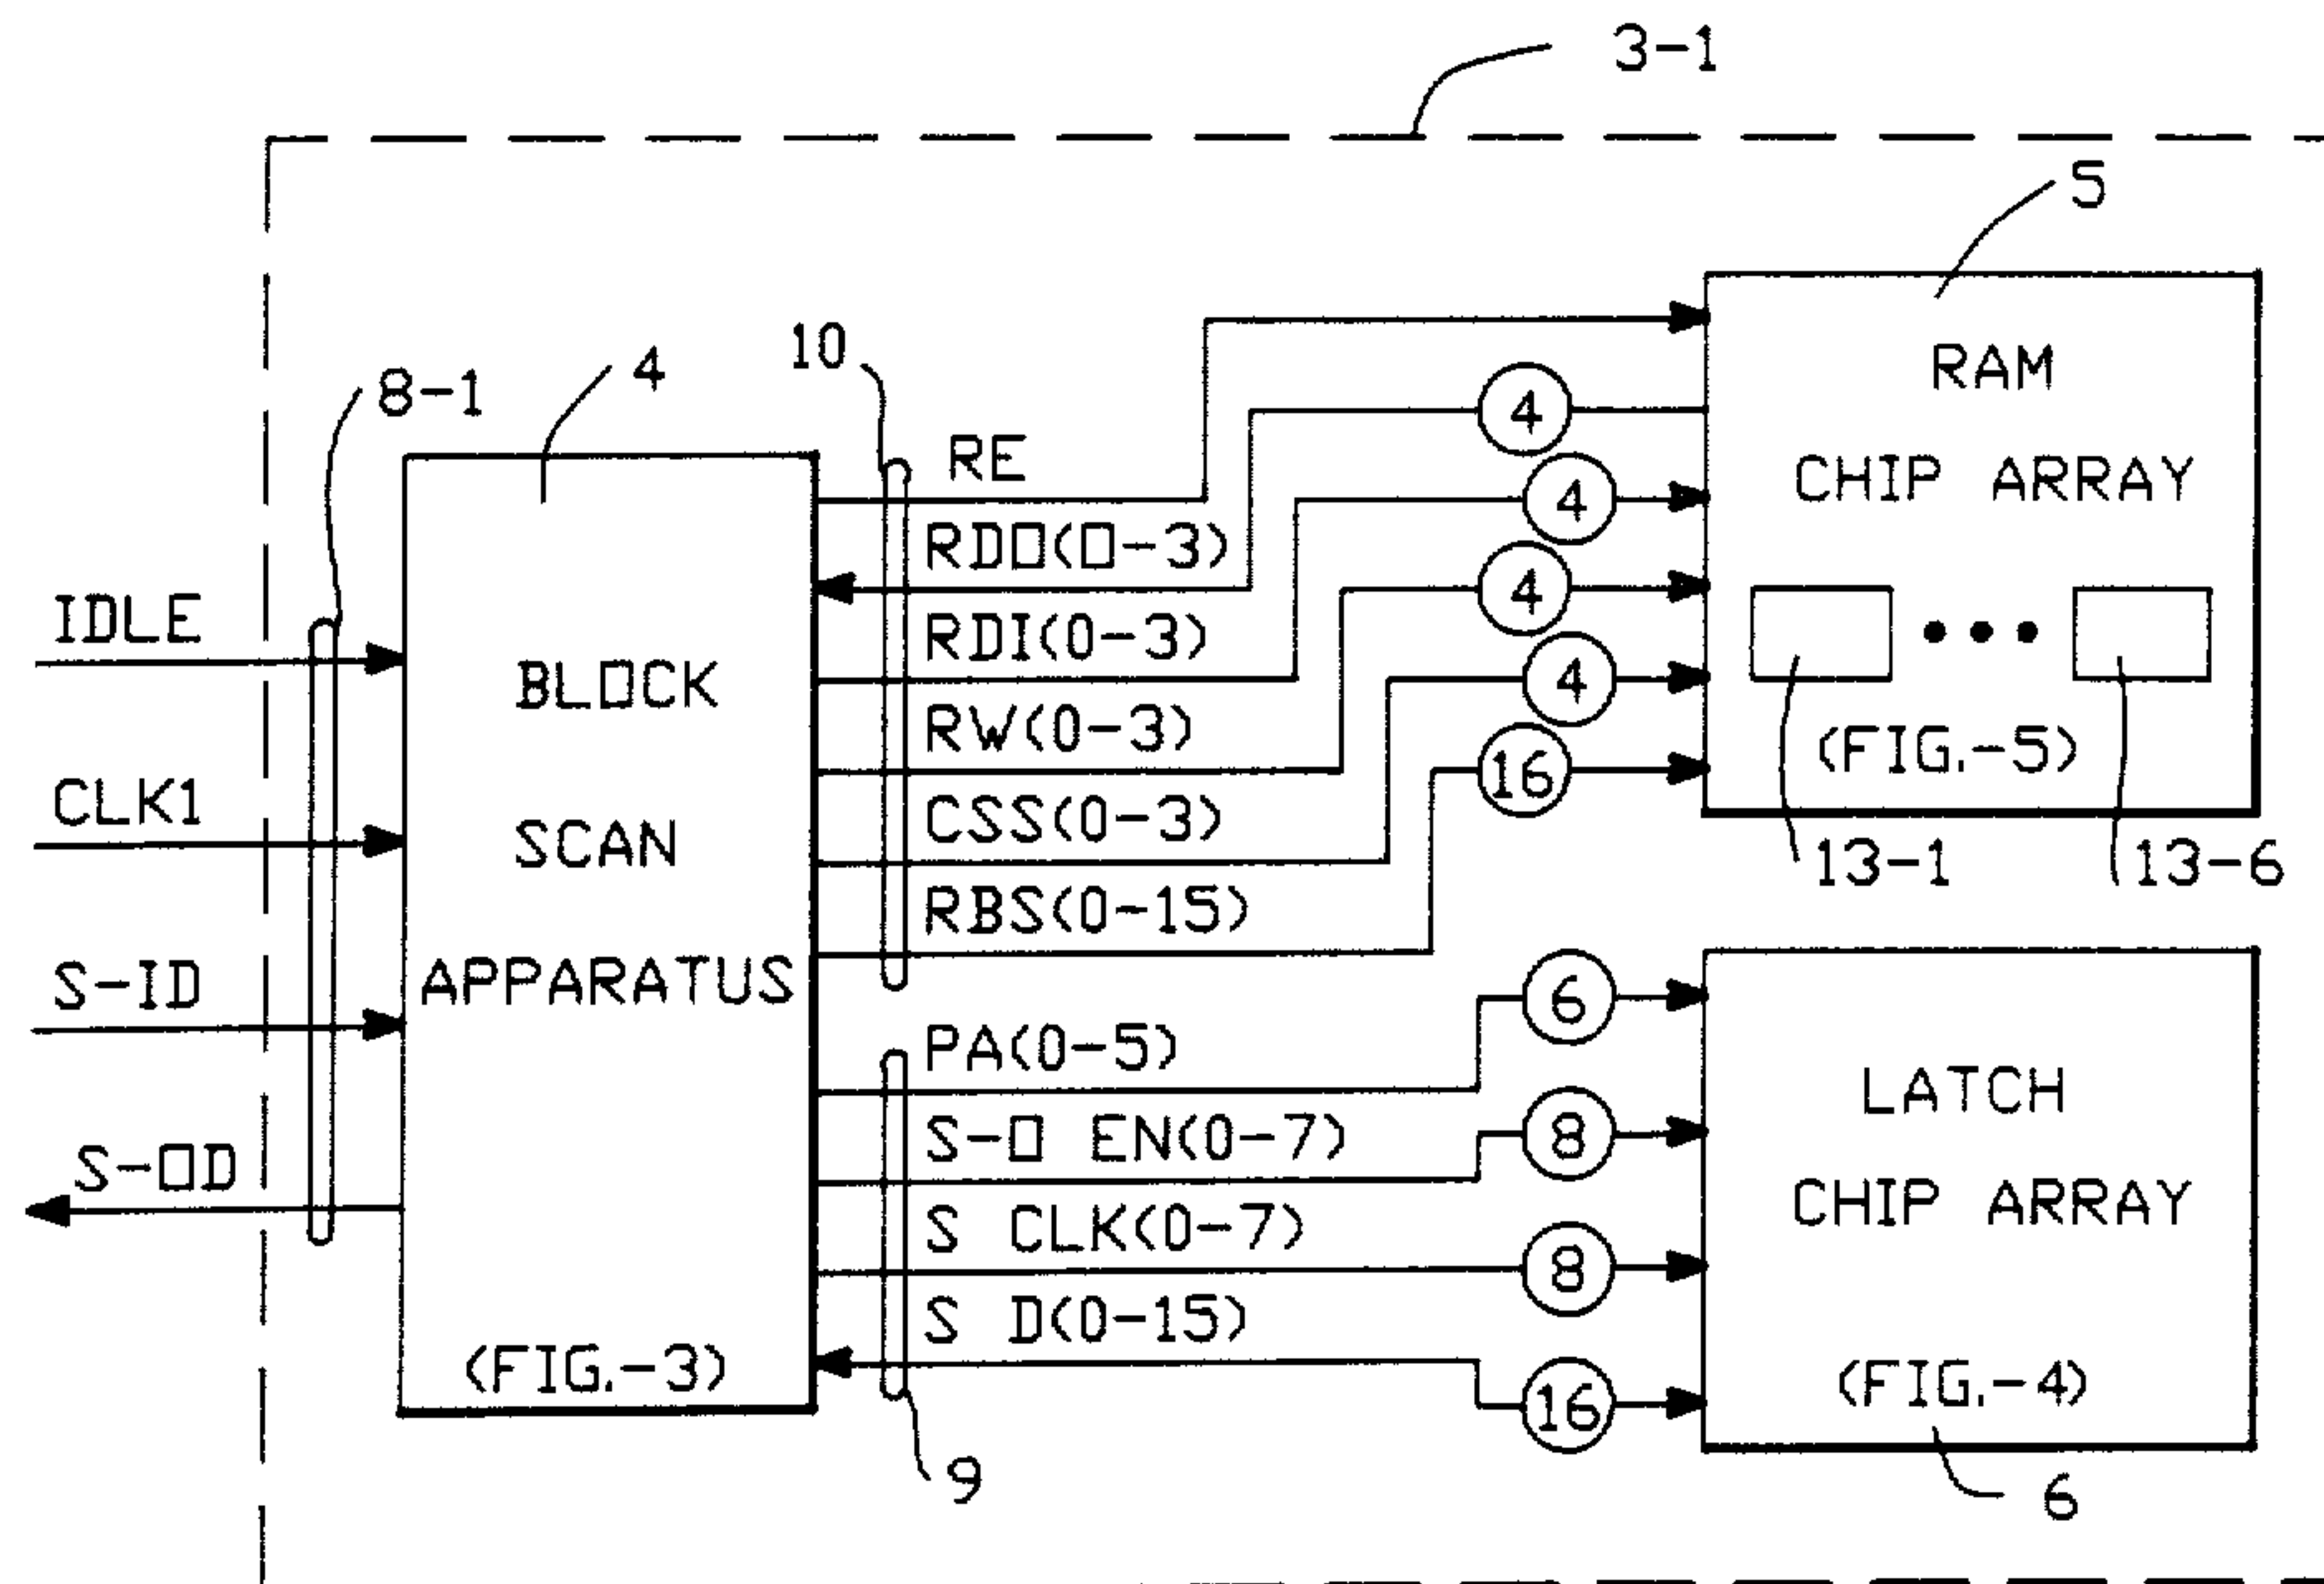 3-1
5
10
4
8-1
RE
4
RAM
CHIP ARRAY
4
RDO(0-3)
4
IDLE
RDI(0-3)
4
BLOCK
RW(0-3)
16
(FIG.-5)
CLK1
SCAN
CSS(0-3)
13-1
13-6
RBS(0-15)
S-ID
APPARATUS
6
PA(0-5)
LATCH
S-O EN(0-7)
8
S-OD
CHIP ARRAY
S CLK(0-7)
8
S D(0-15)
(FIG.-3)
16
(FIG.-4)
9
6